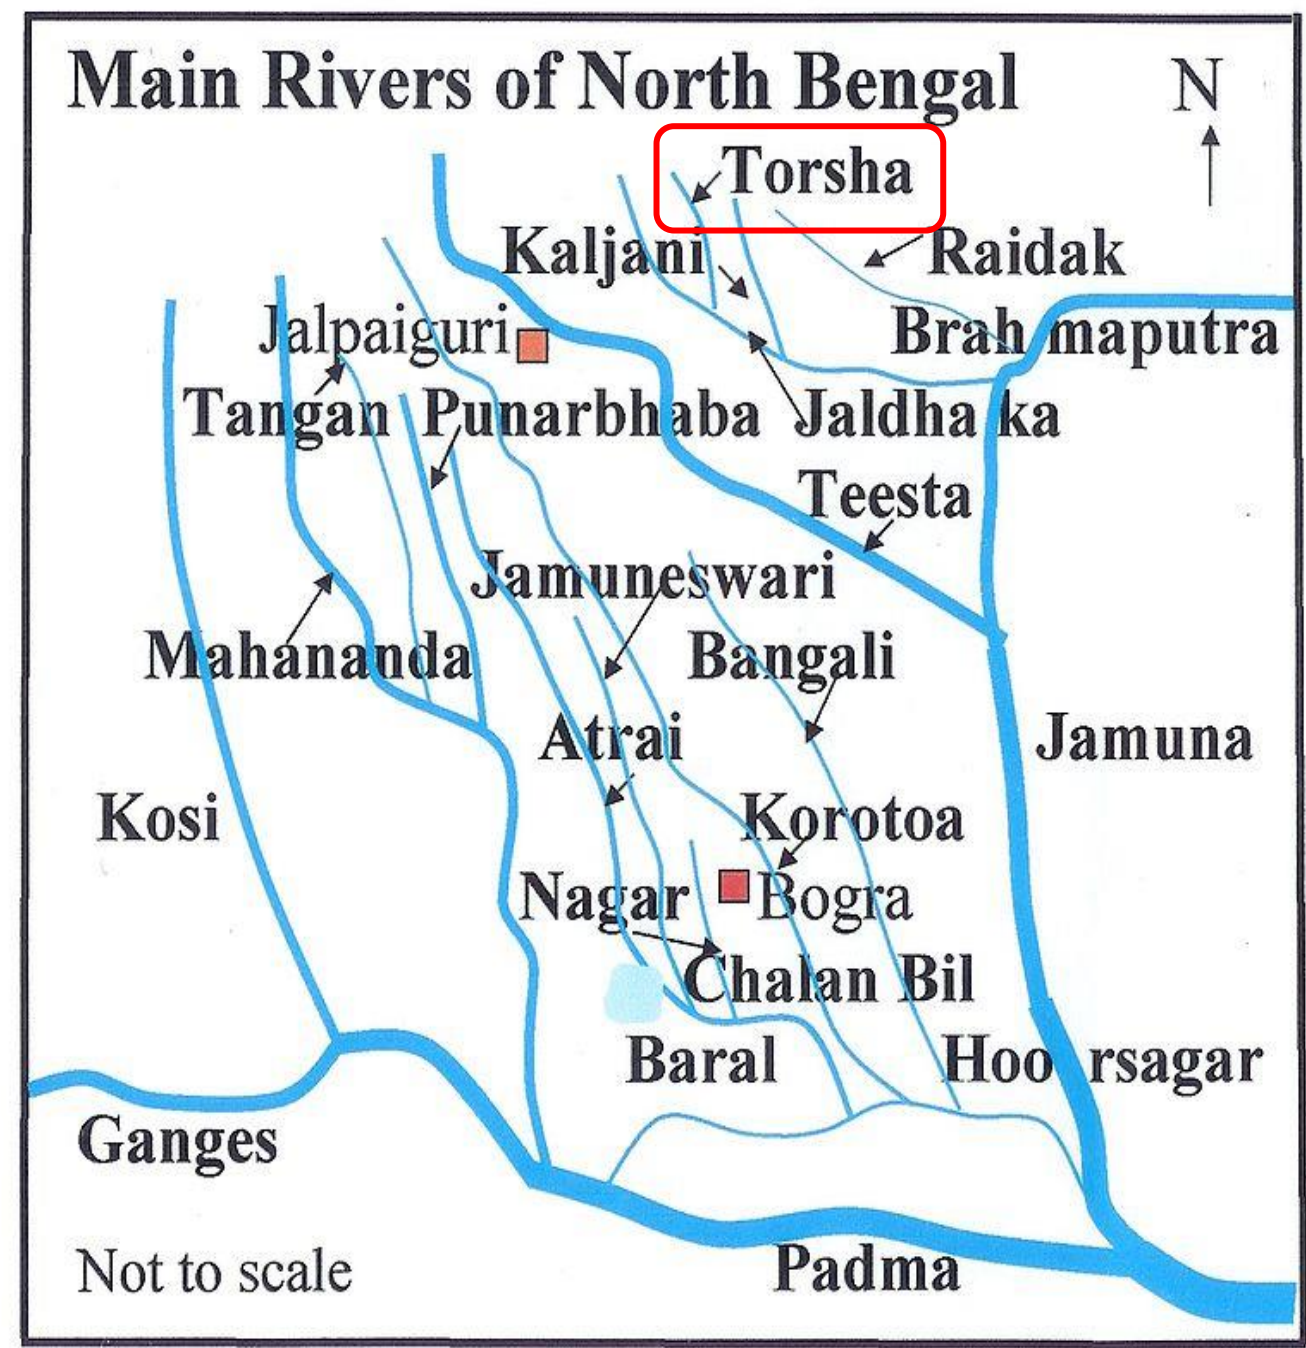 Main Rivers of North Bengal
N
Torsha
Kaljani
Raidak
Jalpaiguri
Brah maputra
Tangan
Punarbhaba
Jaldha ka
Teesta
Jamuneswari
Mahananda
Bangali
Atrai
Jamuna
Kosi
Korotoa
Nagar
Bogra
Chalan Bil
Baral
Hoo rsagar
Ganges
Padma
Not to scale